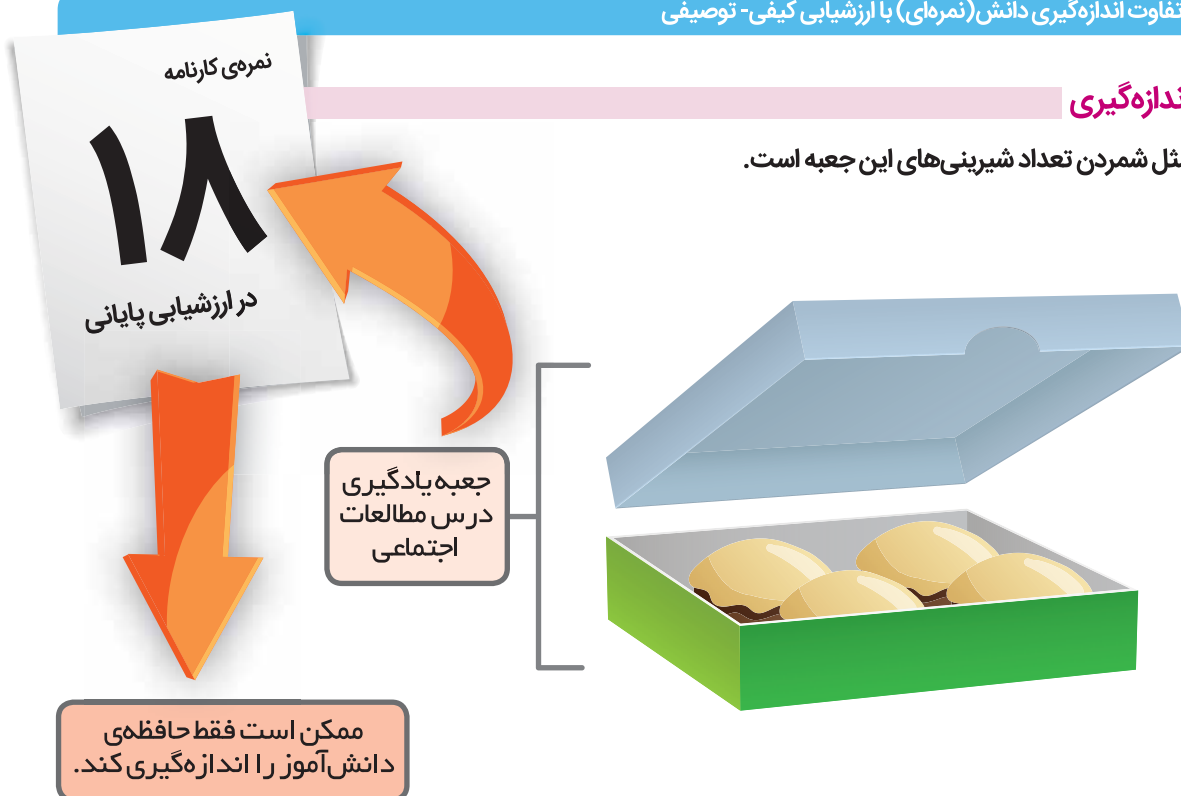 تفاوت اندازه‌گیری دانش(نمره‌ای) با ارزشیابی کیفی- توصیفی
ندازه‌گیری
ثل شمردن تعداد شیرینی‌های این جعبه است.
نمره‌ی کارنامه
۱۸
در ارزشیابی پایانی
جعبه یادگیری
درس مطالعات
اجتماعی
ممکن است فقط حافظه‌ی
دانش‌آموز را اندازه‌گیری کند.